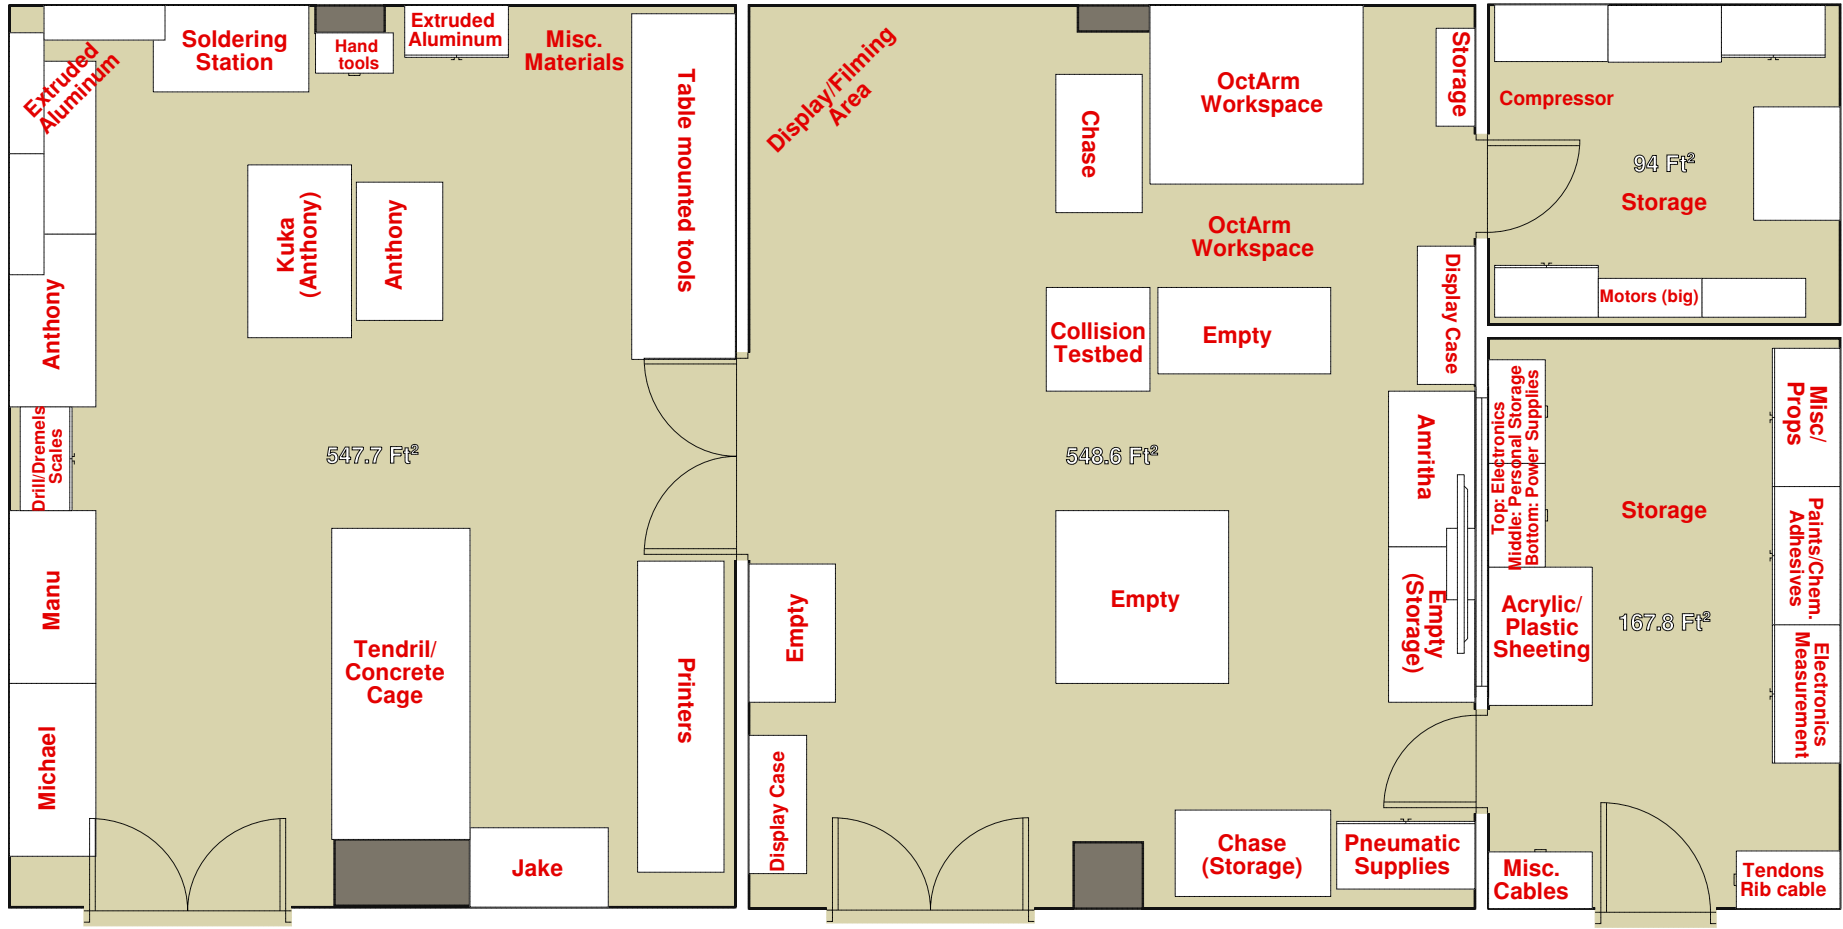 Extruded
Aluminum
Soldering
Station
Hand
tools
Extruded
Aluminum
Misc.
Materials
Table mounted tools
Kuka
(Anthony)
Anthony
Anthony
Drill/Dremels
Scales
547.7 Ft²
Manu
Michael
Tendril/
Concrete
Cage
Jake
Printers
Display/Filming
Area
Chase
OctArm
Workspace
Storage
OctArm
Workspace
Collision
Testbed
Empty
Display Case
548.6 Ft²
Amritha
Empty
(Storage)
Empty
Empty
Display Case
Chase
(Storage)
Pneumatic
Supplies
Compressor
94 Ft²
Storage
Motors (big)
Top: Electronics
Middle: Personal Storage
Bottom: Power Supplies
Misc/
Props
Storage
Paints/Chem.
Adhesives
Acrylic/
Plastic
Sheeting
167.8 Ft²
Electronics
Measurement
Misc.
Cables
Tendons
Rib cable